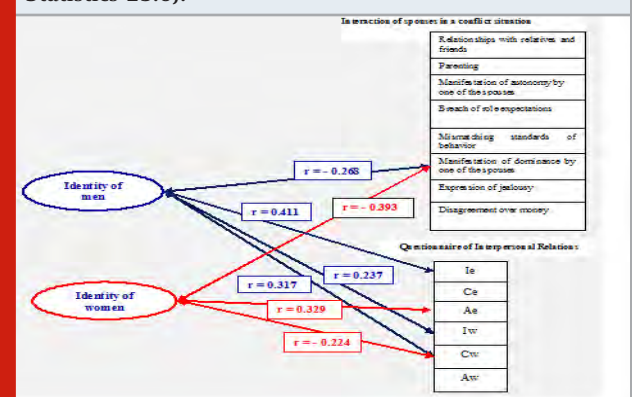 Statistics 23.0).
Interaction of spouses in a conflict situation
Relationships with relatives and
friends
Parenting
Manifestation of autonomy by
one of the spouses
Breach of role expectations
Mismatching standards of
behavior
Manifestation of dominance by
one of the spouses
Expression of jealousy
Disagreement over money
r = - 0.268
Identity of
men
r = 0.411
r = - 0.393
Questionnaire of Interpersonal Relations
r = 0.237
r = 0.317
Identity of
women
r = 0.329
r = - 0.224
Ie
Ce
Ae
Iw
Cw
Aw